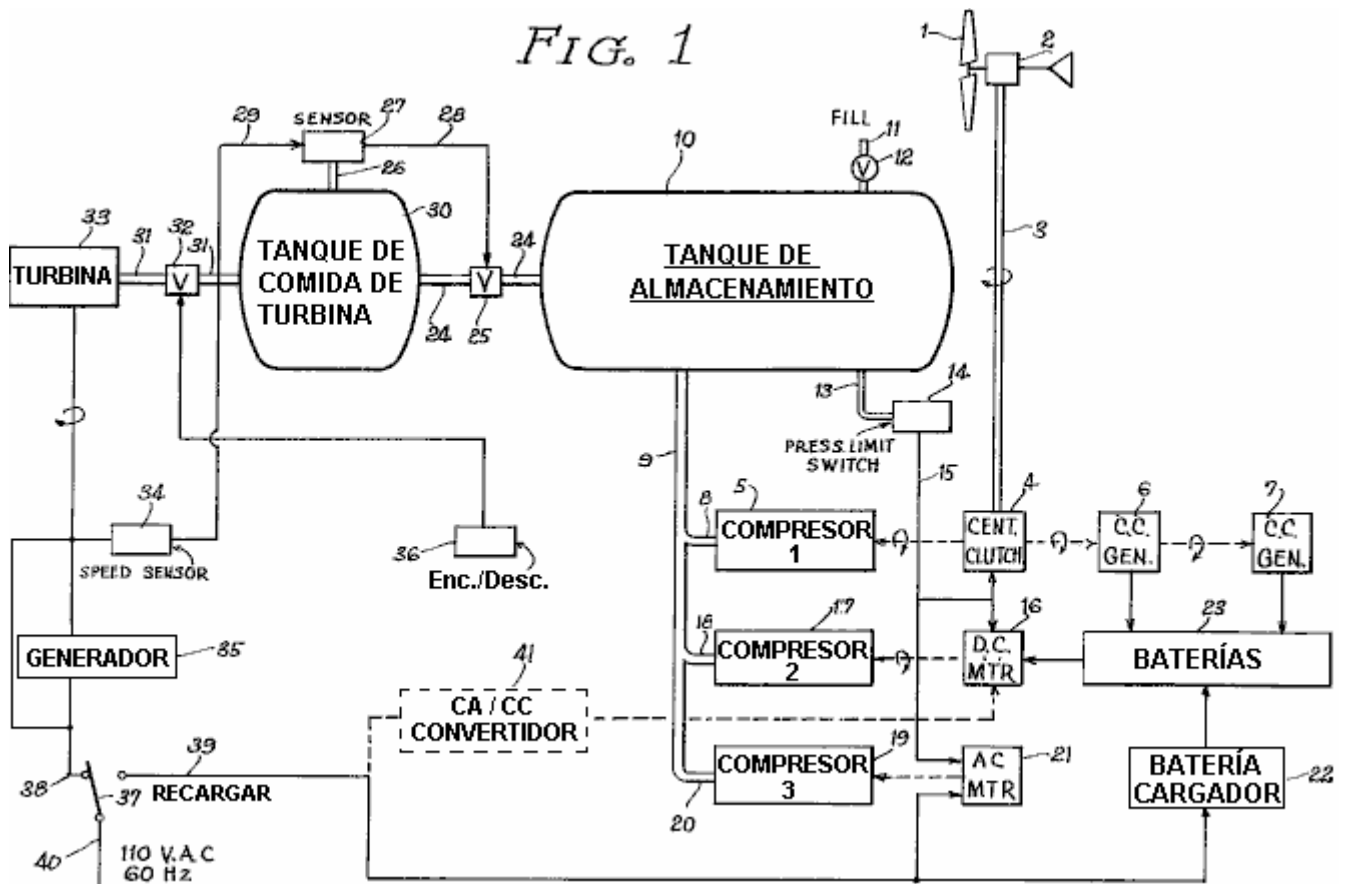 FIG. 1
1
2
3
29
SENSOR
27
28
26
30
TANQUE DE
COMIDA DE
TURBINA
33
TURBINA
31
32
31
V
24
V
25
24
10
FILL
11
V
12
TANQUE DE
ALMACENAMIENTO
13
14
PRESS. LIMIT
SWITCH
15
9
8
5
COMPRESOR
1
4
CENT.
CLUTCH
6
C.C.
GEN.
7
C.C.
GEN.
34
SPEED SENSOR
36
Enc./Desc.
GENERADOR
35
18
17
COMPRESOR
2
16
D.C.
MTR.
23
BATERÍAS
41
CA / CC
CONVERTIDOR
20
19
COMPRESOR
3
21
AC
MTR
BATERÍA
CARGADOR
22
38
37
39
RECARGAR
40
110 V.A.C
60 Hz